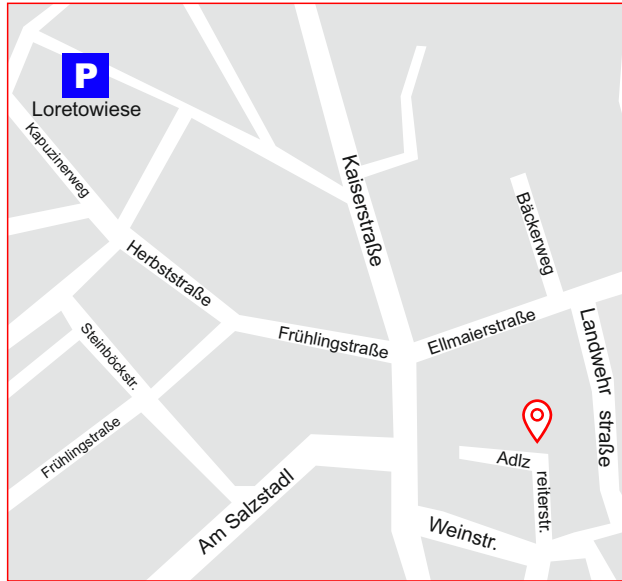 P
Loretowiese
Kapuzinerweg
Kaiserstraße
Bäckerweg
Herbststraße
Frühlingstraße
Ellmaierstraße
Landwehr straße
Steinböckstr.
Frühlingstraße
Adlz
reiterstr.
Am Salzstadl
Weinstr.